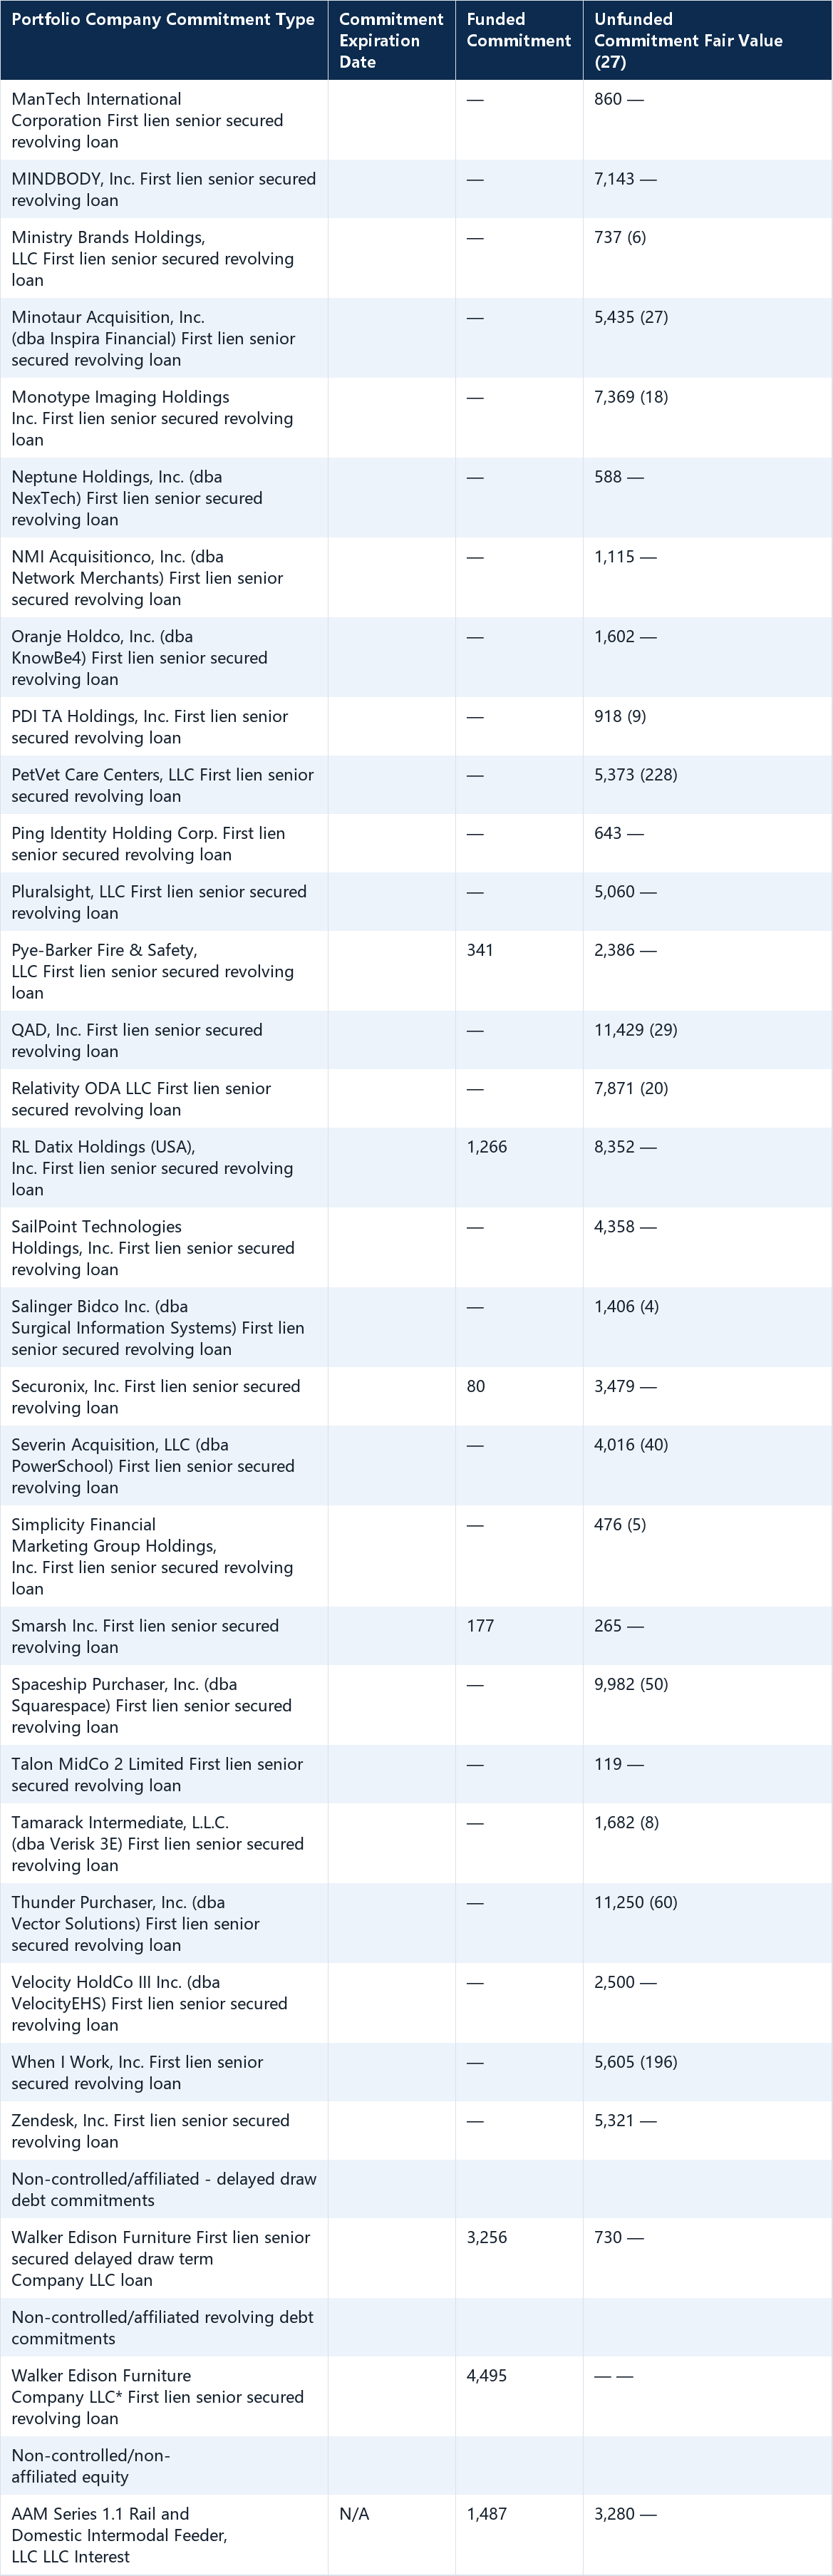 Portfolio Company Commitment Type
Commitment
Expiration
Date
Funded
Commitment
Unfunded
Commitment Fair Value
(27)
ManTech International
Corporation First lien senior secured
revolving loan
—
860 —
MINDBODY, Inc. First lien senior secured
revolving loan
—
7,143 —
Ministry Brands Holdings,
LLC First lien senior secured revolving
loan
—
737 (6)
Minotaur Acquisition, Inc.
(dba Inspira Financial) First lien senior
secured revolving loan
—
5,435 (27)
Monotype Imaging Holdings
Inc. First lien senior secured revolving
loan
—
7,369 (18)
Neptune Holdings, Inc. (dba
NexTech) First lien senior secured
revolving loan
—
588 —
NMI Acquisitionco, Inc. (dba
Network Merchants) First lien senior
secured revolving loan
—
1,115 —
Oranje Holdco, Inc. (dba
KnowBe4) First lien senior secured
revolving loan
—
1,602 —
PDI TA Holdings, Inc. First lien senior
secured revolving loan
—
918 (9)
PetVet Care Centers, LLC First lien senior
secured revolving loan
—
5,373 (228)
Ping Identity Holding Corp. First lien
senior secured revolving loan
—
643 —
Pluralsight, LLC First lien senior secured
revolving loan
—
5,060 —
Pye-Barker Fire & Safety,
LLC First lien senior secured revolving
loan
341
2,386 —
QAD, Inc. First lien senior secured
revolving loan
—
11,429 (29)
Relativity ODA LLC First lien senior
secured revolving loan
—
7,871 (20)
RL Datix Holdings (USA),
Inc. First lien senior secured revolving
loan
1,266
8,352 —
SailPoint Technologies
Holdings, Inc. First lien senior secured
revolving loan
—
4,358 —
Salinger Bidco Inc. (dba
Surgical Information Systems) First lien
senior secured revolving loan
—
1,406 (4)
Securonix, Inc. First lien senior secured
revolving loan
80
3,479 —
Severin Acquisition, LLC (dba
PowerSchool) First lien senior secured
revolving loan
—
4,016 (40)
Simplicity Financial
Marketing Group Holdings,
Inc. First lien senior secured revolving
loan
—
476 (5)
Smarsh Inc. First lien senior secured
revolving loan
177
265 —
Spaceship Purchaser, Inc. (dba
Squarespace) First lien senior secured
revolving loan
—
9,982 (50)
Talon MidCo 2 Limited First lien senior
secured revolving loan
—
119 —
Tamarack Intermediate, L.L.C.
(dba Verisk 3E) First lien senior secured
revolving loan
—
1,682 (8)
Thunder Purchaser, Inc. (dba
Vector Solutions) First lien senior
secured revolving loan
—
11,250 (60)
Velocity HoldCo III Inc. (dba
VelocityEHS) First lien senior secured
revolving loan
—
2,500 —
When I Work, Inc. First lien senior
secured revolving loan
—
5,605 (196)
Zendesk, Inc. First lien senior secured
revolving loan
—
5,321 —
Non-controlled/affiliated - delayed draw
debt commitments
Walker Edison Furniture First lien senior
secured delayed draw term
Company LLC loan
3,256
730 —
Non-controlled/affiliated revolving debt
commitments
Walker Edison Furniture
Company LLC* First lien senior secured
revolving loan
4,495
— —
Non-controlled/non-
affiliated equity
AAM Series 1.1 Rail and
Domestic Intermodal Feeder,
LLC LLC Interest
N/A
1,487
3,280 —